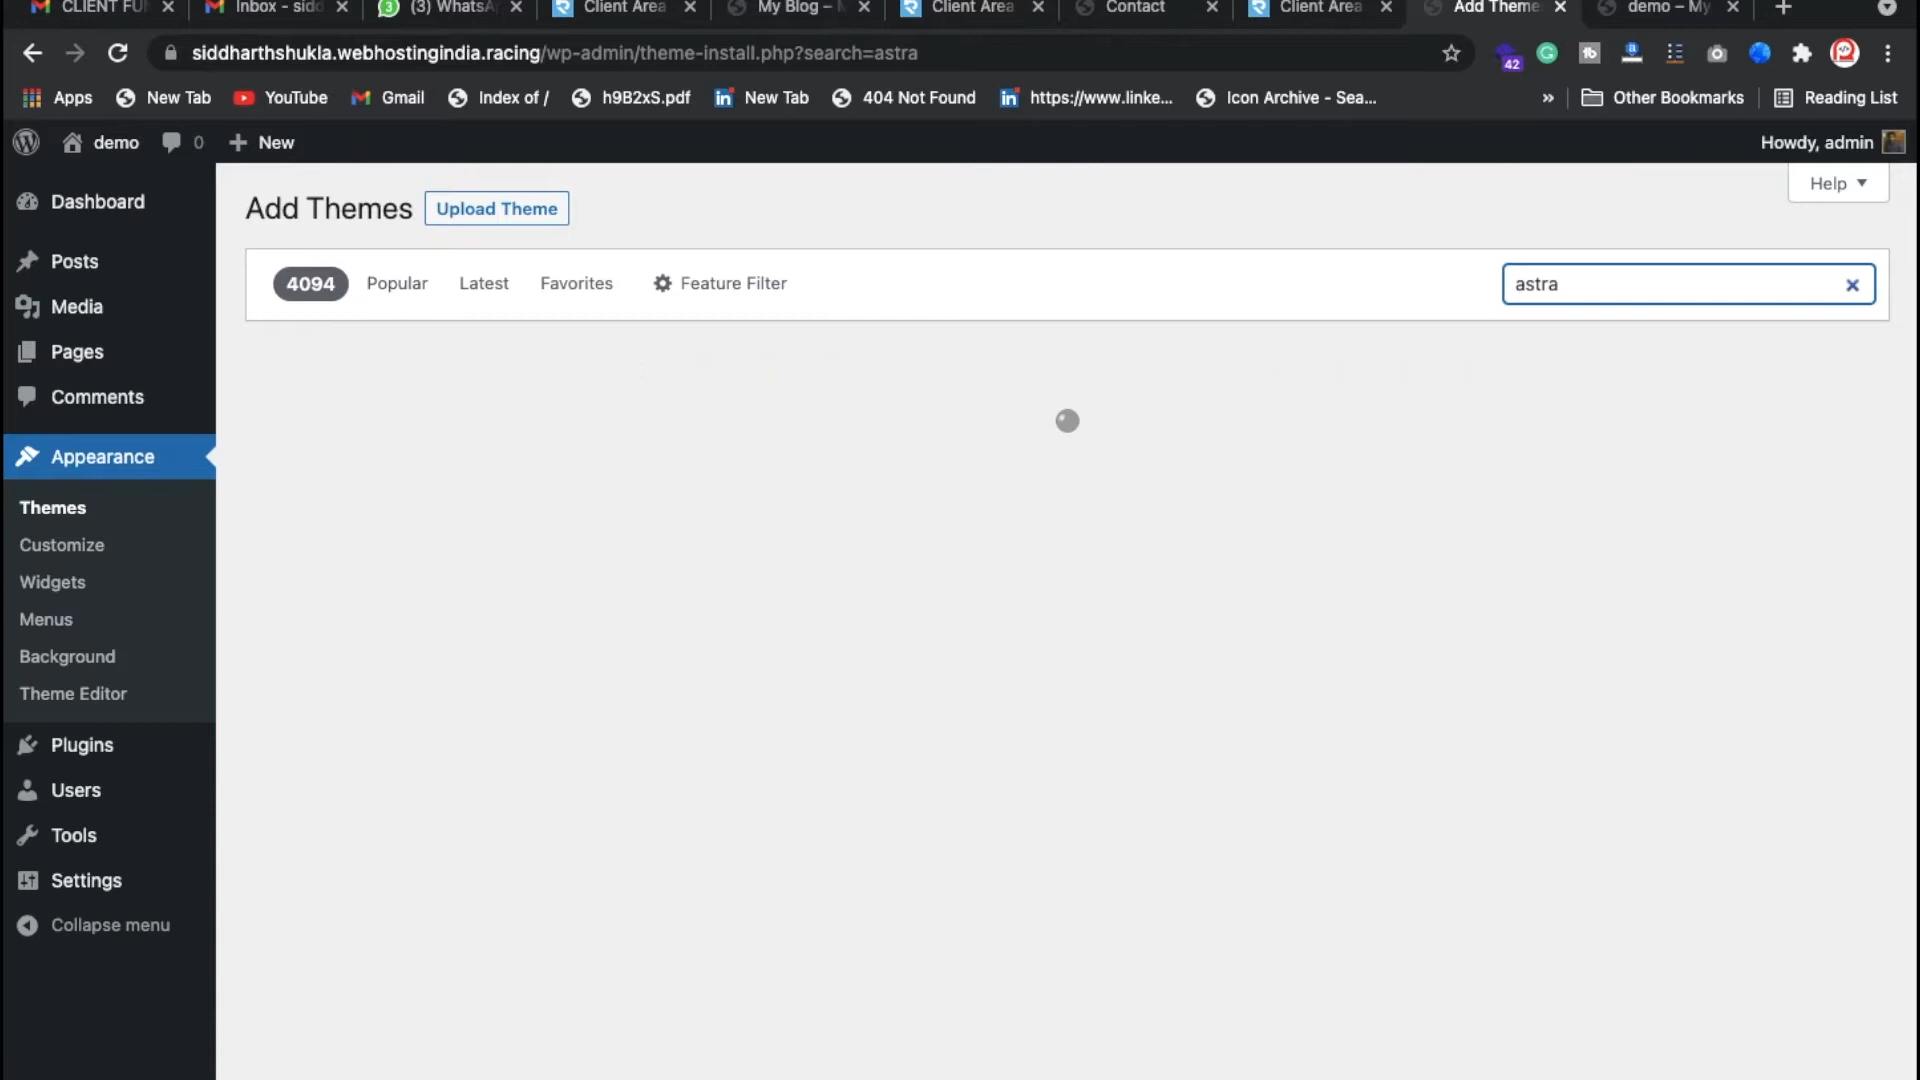 CLIENT FUI
Inbox - sidd
3 (3) WhatsA
Client Area
My Blog –
Client Area
Contact
Client Area
Add Theme
demo – My
siddharthshukla.webhostingindia.racing/wp-admin/theme-install.php?search=astra
42
Apps
New Tab
YouTube
Gmail
Index of /
h9B2xS.pdf
New Tab
404 Not Found
https://www.linke...
Icon Archive - Sea...
»
Other Bookmarks
Reading List
demo
0
New
Howdy, admin
Help
Dashboard
Posts
Media
Pages
Comments
Appearance
Themes
Customize
Widgets
Menus
Background
Theme Editor
Plugins
Users
Tools
Settings
Collapse menu
Add Themes
Upload Theme
4094
Popular
Latest
Favorites
Feature Filter
astra